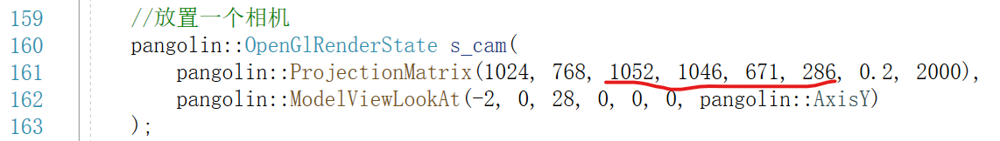 159 //放置一个相机
160 pangolin::OpenGlRenderState s_cam(
161 pangolin::ProjectionMatrix(1024, 768, 1052, 1046, 671, 286, 0.2, 2000),
162 pangolin::ModelViewLookAt(-2, 0, 28, 0, 0, 0, pangolin::AxisY)
163 );